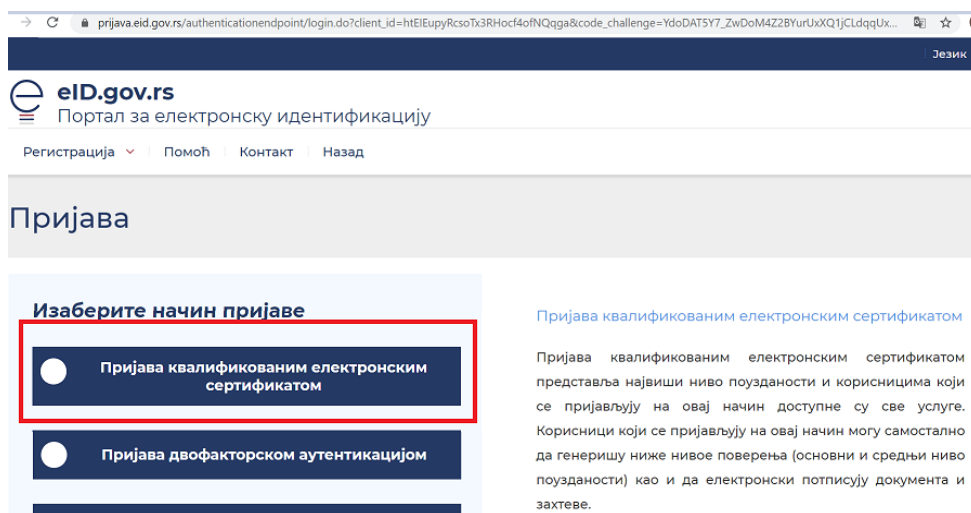 prijava.eid.gov.rs/authenticationendpoint/login.do?client_id=htElEupyRcsoTx3RHocf4ofNQqga&code_challenge=YdoDAT5Y7_ZwDoM4Z2BYurUxXQ1jCLdqqUx...
Језик
eID.gov.rs
Портал за електронску идентификацију
Регистрација Помоћ Контакт Назад
Пријава
Изаберите начин пријаве
Пријава квалификованим електронским
сертификатом
Пријава двофакторском аутентикацијом
Пријава квалификованим електронским сертификатом
Пријава квалификованим електронским сертификатом
представља највиши ниво поузданости и корисницима који
се пријављују на овај начин доступне су све услуге.
Корисници који се пријављују на овај начин могу самостално
да генеришу ниже нивое поверења (основни и средњи ниво
поузданости) као и да електронски потписују документа и
захтеве.